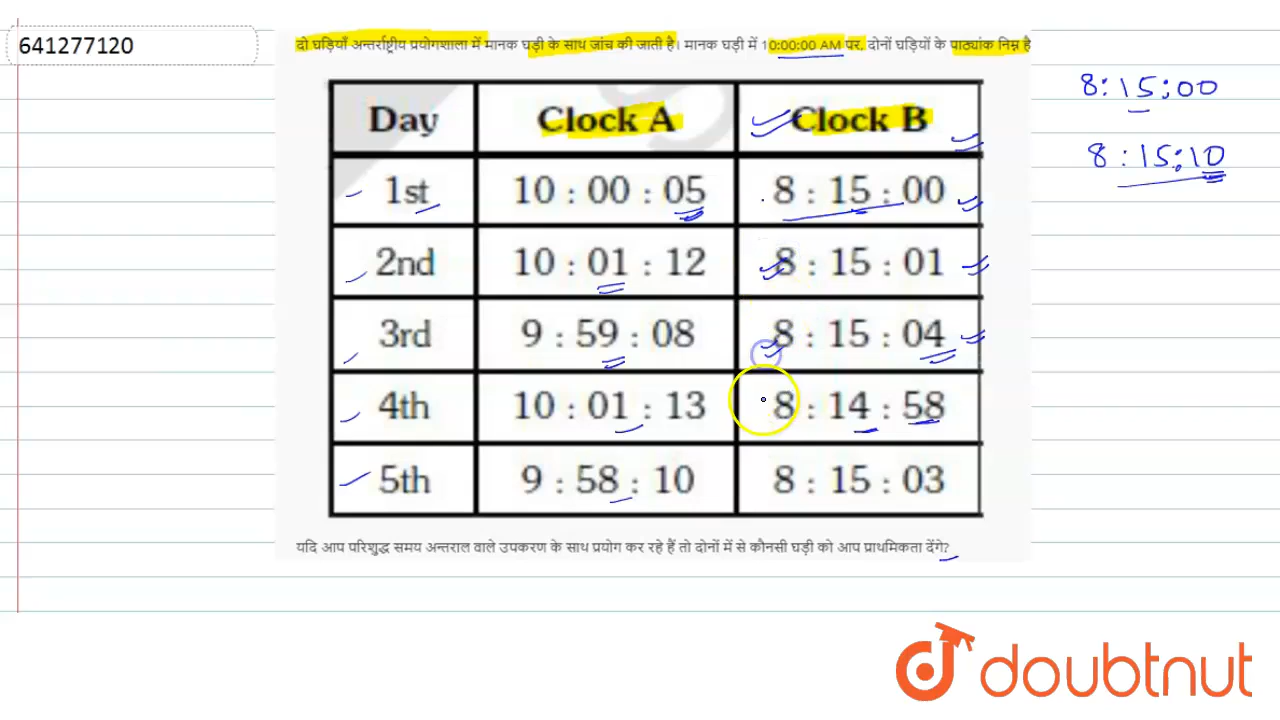 641277120
दो घड़ियाँ अन्तर्राष्ट्रीय प्रयोगशाला में मानक घड़ी के साथ जांच की जाती है। मानक घड़ी में 10:00:00 AM पर, दोनों घड़ियों के पाठ्यांक निम्न है
8:15:00
8:15:10
Day Clock A Clock B
1st 10 : 00 : 05 8 : 15 : 00
2nd 10 : 01 : 12 8 : 15 : 01
3rd 9 : 59 : 08 8 : 15 : 04
4th 10 : 01 : 13 8 : 14 : 58
5th 9 : 58 : 10 8 : 15 : 03
यदि आप परिशुद्ध समय अन्तराल वाले उपकरण के साथ प्रयोग कर रहे हैं तो दोनों में से कौनसी घड़ी को आप प्राथमिकता देंगे?
doubtnut